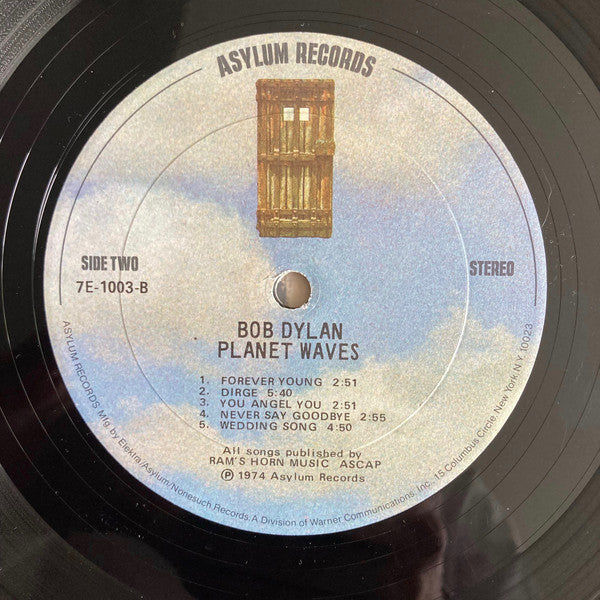 ASYLUM RECORDS
SIDE TWO
7E-1003-B
STEREO
BOB DYLAN
PLANET WAVES
1. FOREVER YOUNG 2:51
2. DIRGE 5:40
3. YOU ANGEL YOU 2:51
4. NEVER SAY GOODBYE 2:55
5. WEDDING SONG 4:50
All songs published by
RAM'S HORN MUSIC ASCAP
Ⓟ 1974 Asylum Records
ASYLUM RECORDS Mfg. by Elektra/Asylum/Nonesuch Records. A Division of Warner Communications, Inc. 15 Columbus Circle, New York, N.Y. 10023